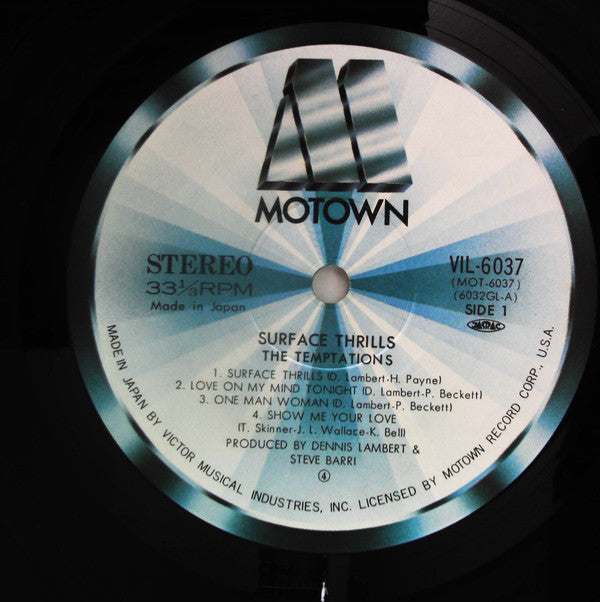 MOTOWN
STEREO
33⅓RPM
Made in Japan
VIL-6037
(MOT-6037)
(6032GL-A)
SIDE 1
SURFACE THRILLS
THE TEMPTATIONS
1. SURFACE THRILLS (D. Lambert-H. Payne)
2. LOVE ON MY MIND TONIGHT (D. Lambert-P. Beckett)
3. ONE MAN WOMAN (D. Lambert-P. Beckett)
4. SHOW ME YOUR LOVE
(T. Skinner-J. L. Wallace-K. Bell)
PRODUCED BY DENNIS LAMBERT &
STEVE BARRI
4
MADE IN JAPAN BY VICTOR MUSICAL INDUSTRIES, INC. LICENSED BY MOTOWN RECORD CORP., U.S.A.